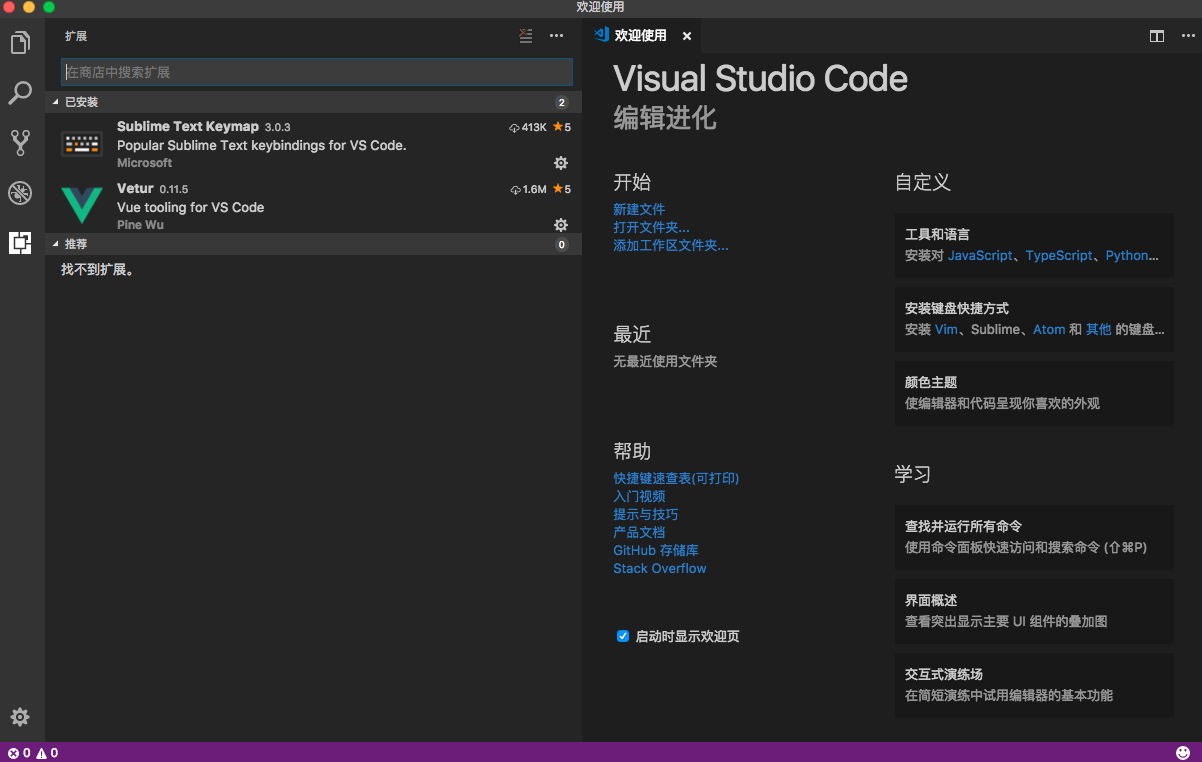 欢迎使用
扩展
在商店中搜索扩展
已安装 2
Sublime Text Keymap 3.0.3 413K 5
Popular Sublime Text keybindings for VS Code.
Microsoft
Vetur 0.11.5 1.6M 5
Vue tooling for VS Code
Pine Wu
推荐 0
找不到扩展。
欢迎使用
Visual Studio Code
编辑进化
开始
新建文件
打开文件夹...
添加工作区文件夹...
最近
无最近使用文件夹
帮助
快捷键速查表(可打印)
入门视频
提示与技巧
产品文档
GitHub 存储库
Stack Overflow
启动时显示欢迎页
自定义
工具和语言
安装对 JavaScript、TypeScript、Python...
安装键盘快捷方式
安装 Vim、Sublime、Atom 和 其他 的键盘...
颜色主题
使编辑器和代码呈现你喜欢的外观
学习
查找并运行所有命令
使用命令面板快速访问和搜索命令 (⇧⌘P)
界面概述
查看突出显示主要 UI 组件的叠加图
交互式演练场
在简短演练中试用编辑器的基本功能
0 0